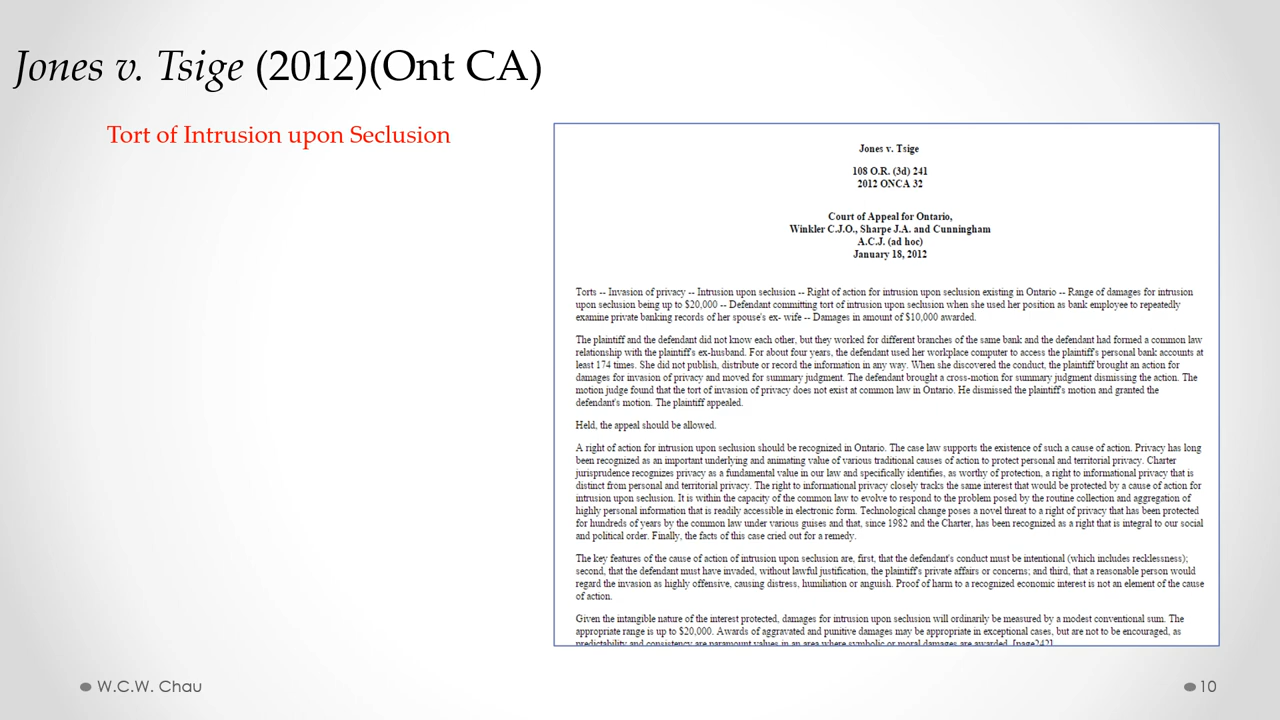 Jones v. Tsige (2012)(Ont CA)
Tort of Intrusion upon Seclusion
Jones v. Tsige
108 O.R. (3d) 241
2012 ONCA 32
Court of Appeal for Ontario,
Winkler C.J.O., Sharpe J.A. and Cunningham
A.C.J. (ad hoc)
January 18, 2012
Torts -- Invasion of privacy -- Intrusion upon seclusion -- Right of action for intrusion upon seclusion existing in Ontario -- Range of damages for intrusion
upon seclusion being up to $20,000 -- Defendant committing tort of intrusion upon seclusion when she used her position as bank employee to repeatedly
examine private banking records of her spouse's ex- wife -- Damages in amount of $10,000 awarded.
The plaintiff and the defendant did not know each other, but they worked for different branches of the same bank and the defendant had formed a common law
relationship with the plaintiff's ex-husband. For about four years, the defendant used her workplace computer to access the plaintiff's personal bank accounts at
least 174 times. She did not publish, distribute or record the information in any way. When she discovered the conduct, the plaintiff brought an action for
damages for invasion of privacy and moved for summary judgment. The defendant brought a cross-motion for summary judgment dismissing the action. The
motion judge found that the tort of invasion of privacy does not exist at common law in Ontario. He dismissed the plaintiff's motion and granted the
defendant's motion. The plaintiff appealed.
Held, the appeal should be allowed.
A right of action for intrusion upon seclusion should be recognized in Ontario. The case law supports the existence of such a cause of action. Privacy has long
been recognized as an important underlying and animating value of various traditional causes of action to protect personal and territorial privacy. Charter
jurisprudence recognizes privacy as a fundamental value in our law and specifically identifies, as worthy of protection, a right to informational privacy that is
distinct from personal and territorial privacy. The right to informational privacy closely tracks the same interest that would be protected by a cause of action for
intrusion upon seclusion. It is within the capacity of the common law to evolve to respond to the problem posed by the routine collection and aggregation of
highly personal information that is readily accessible in electronic form. Technological change poses a novel threat to a right of privacy that has been protected
for hundreds of years by the common law under various guises and that, since 1982 and the Charter, has been recognized as a right that is integral to our social
and political order. Finally, the facts of this case cried out for a remedy.
The key features of the cause of action of intrusion upon seclusion are, first, that the defendant's conduct must be intentional (which includes recklessness);
second, that the defendant must have invaded, without lawful justification, the plaintiff's private affairs or concerns; and third, that a reasonable person would
regard the invasion as highly offensive, causing distress, humiliation or anguish. Proof of harm to a recognized economic interest is not an element of the cause
of action.
Given the intangible nature of the interest protected, damages for intrusion upon seclusion will ordinarily be measured by a modest conventional sum. The
appropriate range is up to $20,000. Awards of aggravated and punitive damages may be appropriate in exceptional cases, but are not to be encouraged, as
predictability and consistency are paramount values in an area where symbolic or moral damages are awarded. [page242]
W.C.W. Chau
10